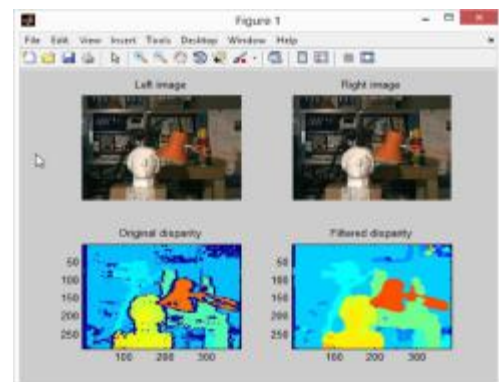 Figure 1
File Edit View Insert Tools Desktop Window Help
Left image
Right image
Original disparity
Filtered disparity
50
100
150
200
250
100 200 300
50
100
150
200
250
100 200 300